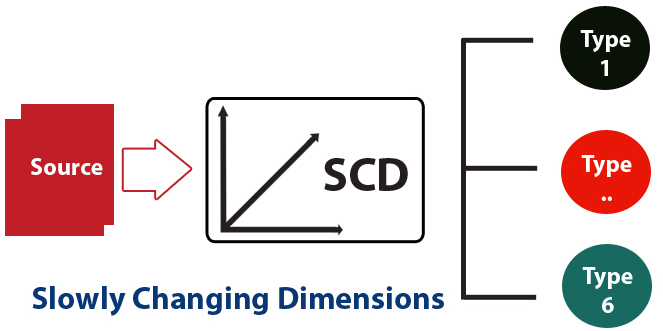 Source
SCD
Slowly Changing Dimensions
Type
1
Type
..
Type
6